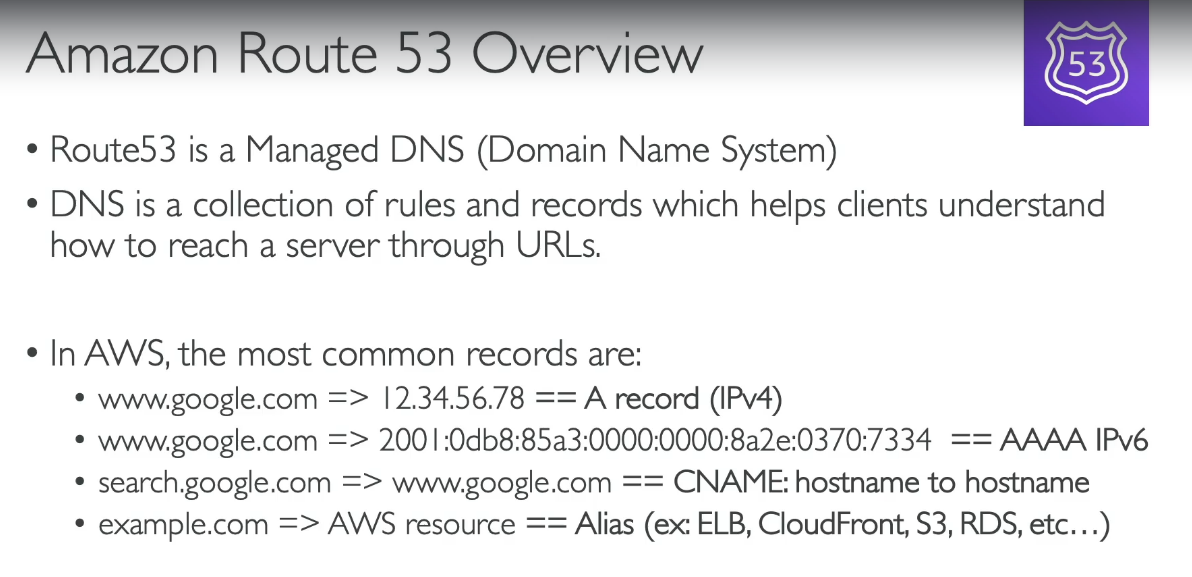 Amazon Route 53 Overview
53
• Route53 is a Managed DNS (Domain Name System)
• DNS is a collection of rules and records which helps clients understand
how to reach a server through URLs.
• In AWS, the most common records are:
• www.google.com => 12.34.56.78 == A record (IPv4)
• www.google.com => 2001:0db8:85a3:0000:0000:8a2e:0370:7334 == AAAA IPv6
• search.google.com => www.google.com == CNAME: hostname to hostname
• example.com => AWS resource == Alias (ex: ELB, CloudFront, S3, RDS, etc…)